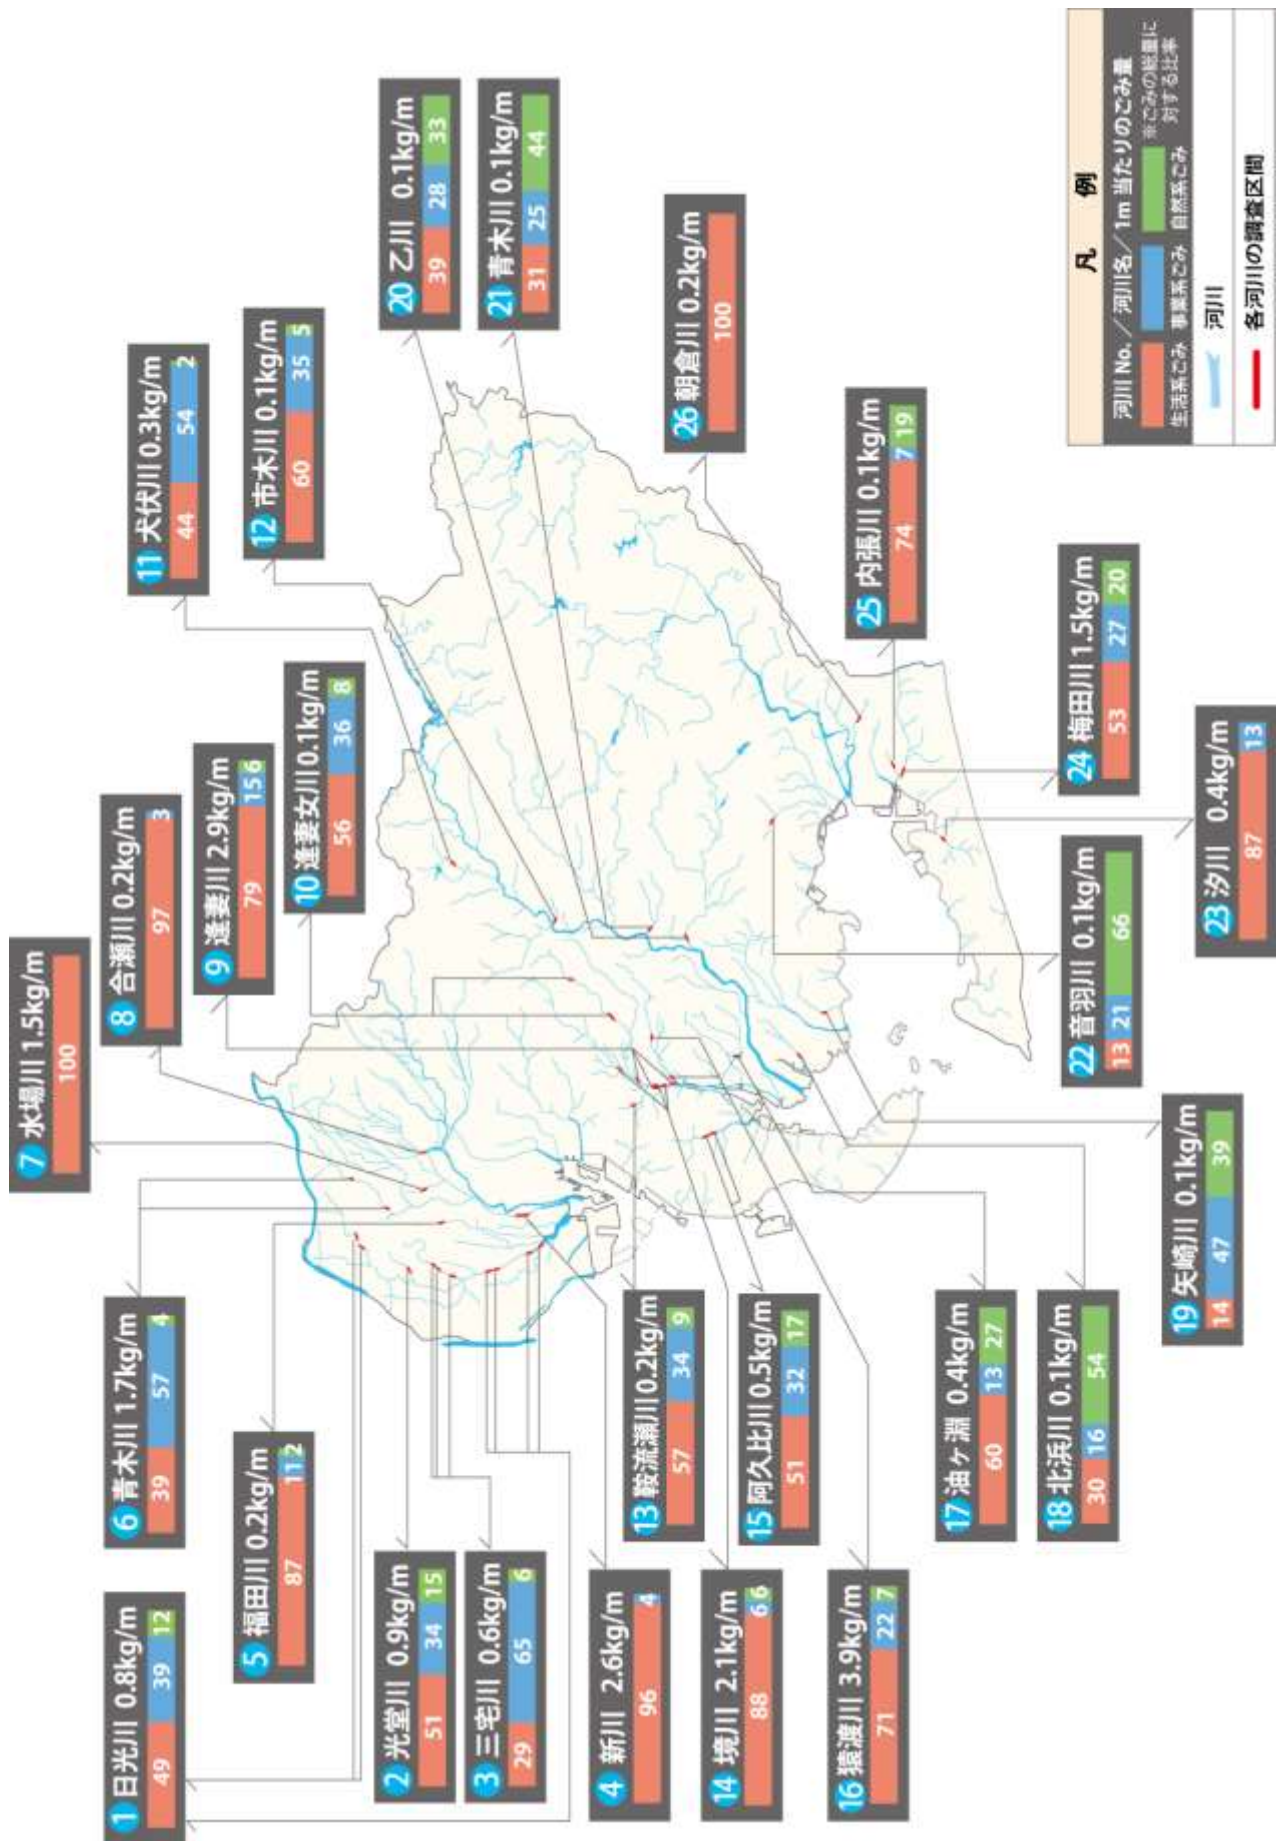 1 日光川 0.8kg/m
49 39 12
2 光堂川 0.9kg/m
51 34 15
3 三宅川 0.6kg/m
29 65 6
4 新川 2.6kg/m
96 4
5 福田川 0.2kg/m
87 11 2
6 青木川 1.7kg/m
39 57 4
7 水場川 1.5kg/m
100
8 合瀬川 0.2kg/m
97 3
9 逢妻川 2.9kg/m
79 15 6
10 逢妻女川 0.1kg/m
56 36 8
11 犬伏川 0.3kg/m
44 54 2
12 市木川 0.1kg/m
60 35 5
13 鞍流瀬川 0.2kg/m
57 34 9
14 境川 2.1kg/m
88 6 6
15 阿久比川 0.5kg/m
51 32 17
16 猿渡川 3.9kg/m
71 22 7
17 油ヶ淵 0.4kg/m
60 13 27
18 北浜川 0.1kg/m
30 16 54
19 矢崎川 0.1kg/m
14 47 39
20 乙川 0.1kg/m
39 28 33
21 青木川 0.1kg/m
31 25 44
22 音羽川 0.1kg/m
13 21 66
23 汐川 0.4kg/m
87 13
24 梅田川 1.5kg/m
53 27 20
25 内張川 0.1kg/m
74 7 19
26 朝倉川 0.2kg/m
100
凡 例
河川 No. ／ 河川名 ／ 1m 当たりのごみ量
生活系ごみ 事業系ごみ 自然系ごみ
※ごみの総量に
対する比率
河川
各河川の調査区間